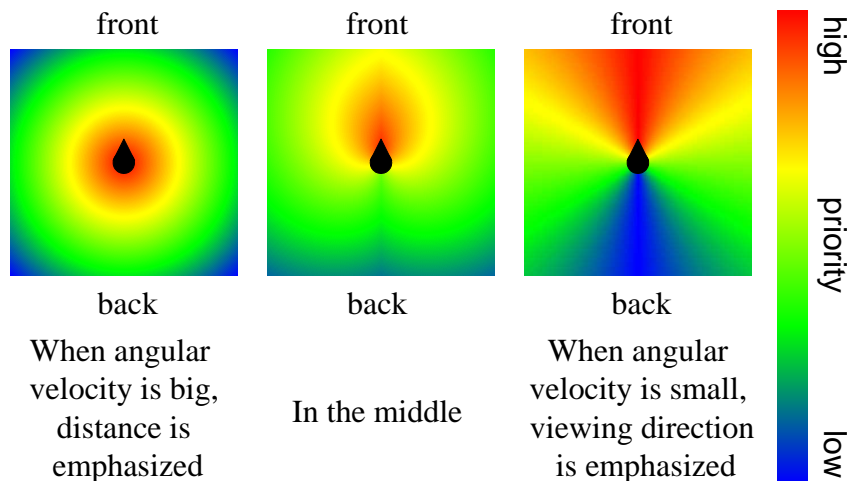 front
front
front
back
back
back
When angular
velocity is big,
distance is
emphasized
In the middle
When angular
velocity is small,
viewing direction
is emphasized
high
priority
low